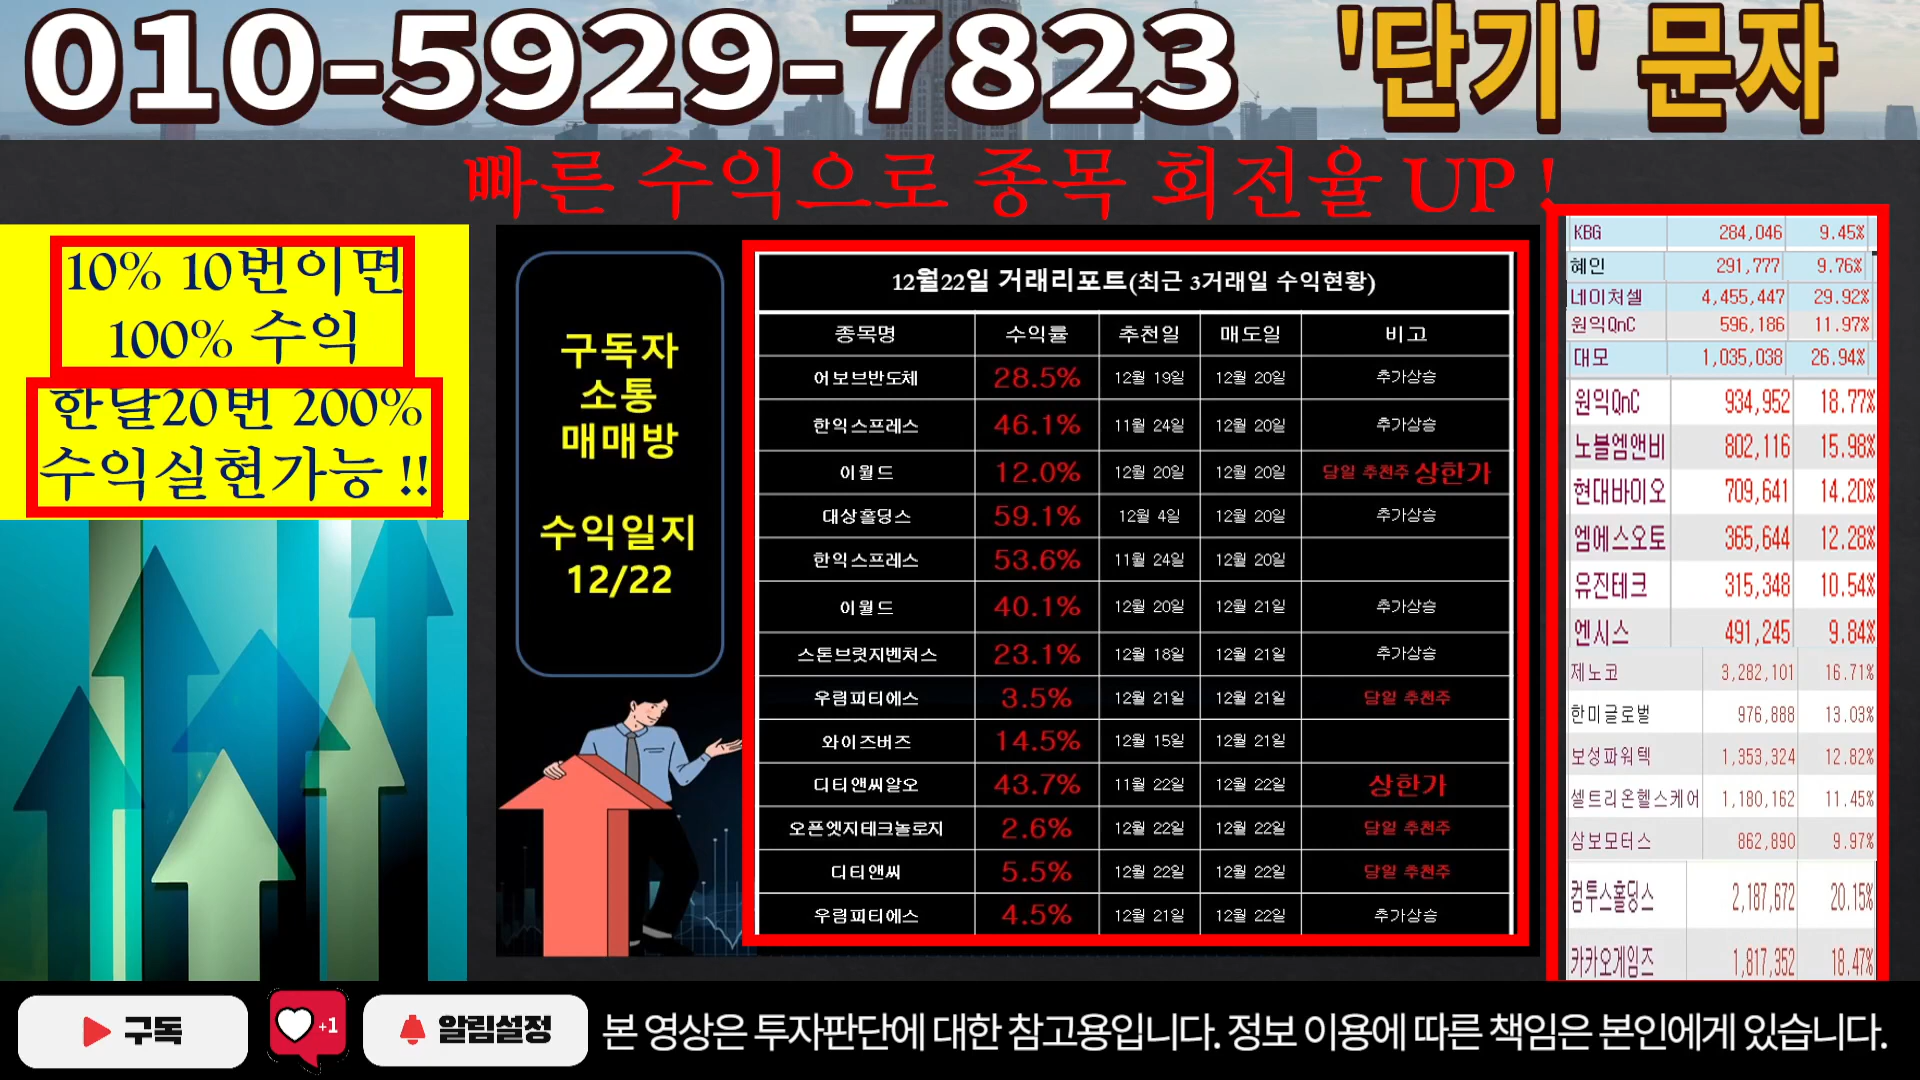 010-5929-7823 '단기' 문자
빠른 수익으로 종목 회전율 UP !
10% 10번이면
100% 수익
한달20번 200%
수익실현가능 !!
구독자
소통
매매방
수익일지
12/22
12월22일 거래리포트(최근 3거래일 수익현황)
종목명 수익률 추천일 매도일 비고
어보브반도체 28.5% 12월 19일 12월 20일 추가상승
한익스프레스 46.1% 11월 24일 12월 20일 추가상승
이월드 12.0% 12월 20일 12월 20일 당일 추천주 상한가
대상홀딩스 59.1% 12월 4일 12월 20일 추가상승
한익스프레스 53.6% 11월 24일 12월 20일
이월드 40.1% 12월 20일 12월 21일 추가상승
스톤브릿지벤처스 23.1% 12월 18일 12월 21일 추가상승
우림피티에스 3.5% 12월 21일 12월 21일 당일 추천주
와이즈버즈 14.5% 12월 15일 12월 21일
디티앤씨알오 43.7% 11월 22일 12월 22일 상한가
오픈엣지테크놀로지 2.6% 12월 22일 12월 22일 당일 추천주
디티앤씨 5.5% 12월 22일 12월 22일 당일 추천주
우림피티에스 4.5% 12월 21일 12월 22일 추가상승
KBG 284,046 9.45%
혜인 291,777 9.76%
네이처셀 4,455,447 29.92%
원익QnC 596,186 11.97%
대모 1,035,038 26.94%
원익QnC 934,952 18.77%
노블엠앤비 802,116 15.98%
현대바이오 709,641 14.20%
엠에스오토 365,644 12.28%
유진테크 315,348 10.54%
엔시스 491,245 9.84%
제노코 3,282,101 16.71%
한미글로벌 976,888 13.03%
보성파워텍 1,353,324 12.82%
셀트리온헬스케어 1,180,162 11.45%
삼보모터스 862,890 9.97%
컴투스홀딩스 2,187,672 20.15%
카카오게임즈 1,817,352 18.47%
구독 +1 알림설정 본 영상은 투자판단에 대한 참고용입니다. 정보 이용에 따른 책임은 본인에게 있습니다.